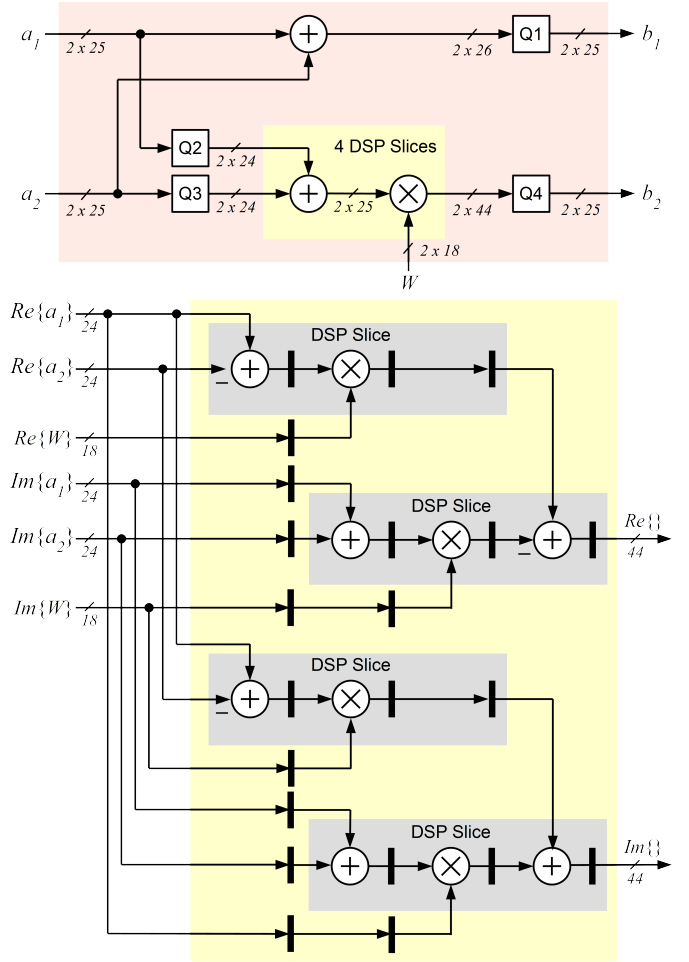 a1 2 x 25 + 2 x 26 Q1 2 x 25 b1
Q2 2 x 24 4 DSP Slices
a2 2 x 25 Q3 2 x 24 + 2 x 25 × 2 x 44 Q4 2 x 25 b2
2 x 18
W
Re{a1} 24
DSP Slice
Re{a2} 24 − + ×
Re{W} 18
Im{a1} 24
DSP Slice
Im{a2} 24 + × − + Re{} 44
Im{W} 18
DSP Slice
− + ×
DSP Slice
+ × + Im{} 44